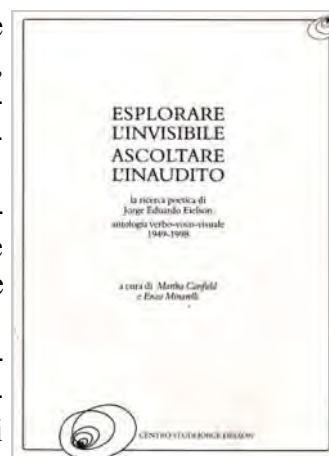 ESPLORARE
L'INVISIBILE
ASCOLTARE
L'INAUDITO
la ricerca poetica di
Jorge Eduardo Eielson
antologia verbo-voco-visuale
1949-1998
a cura di Martha Canfield
e Enzo Minarelli
CENTRO STUDI JORGE EIELSON